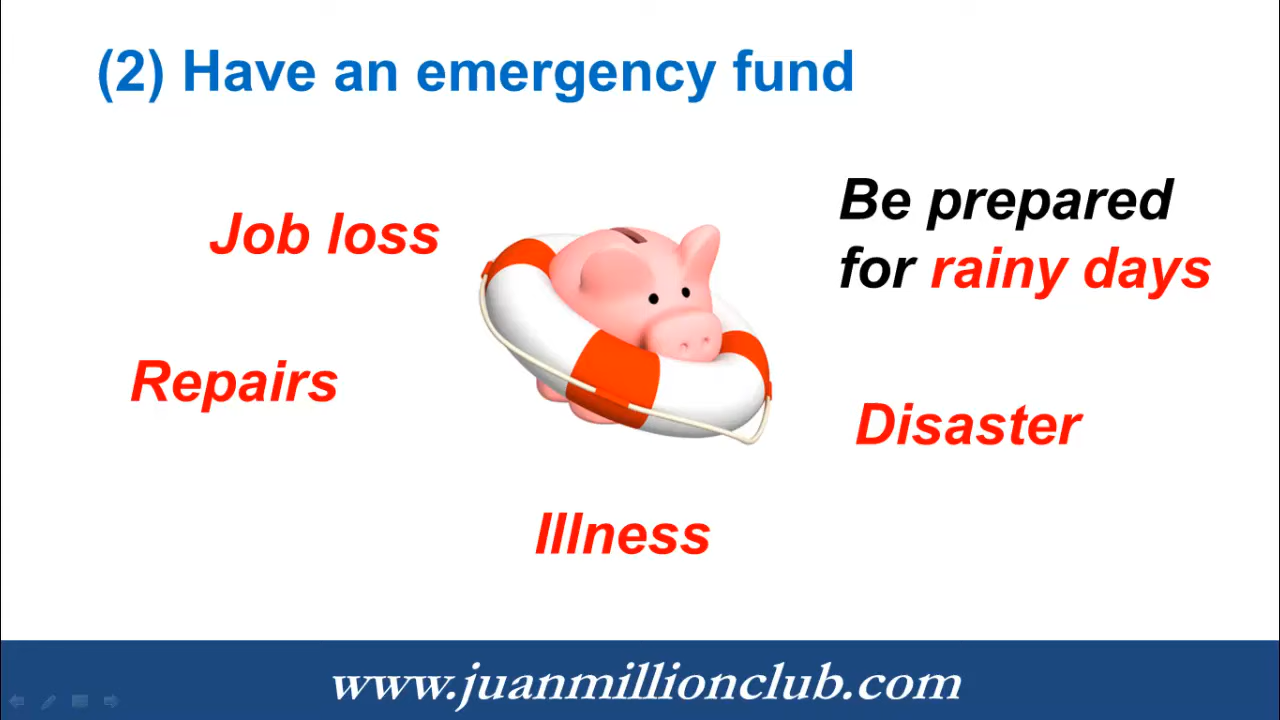 (2) Have an emergency fund
Be prepared
for rainy days
Job loss
Repairs
Disaster
Illness
www.juanmillionclub.com